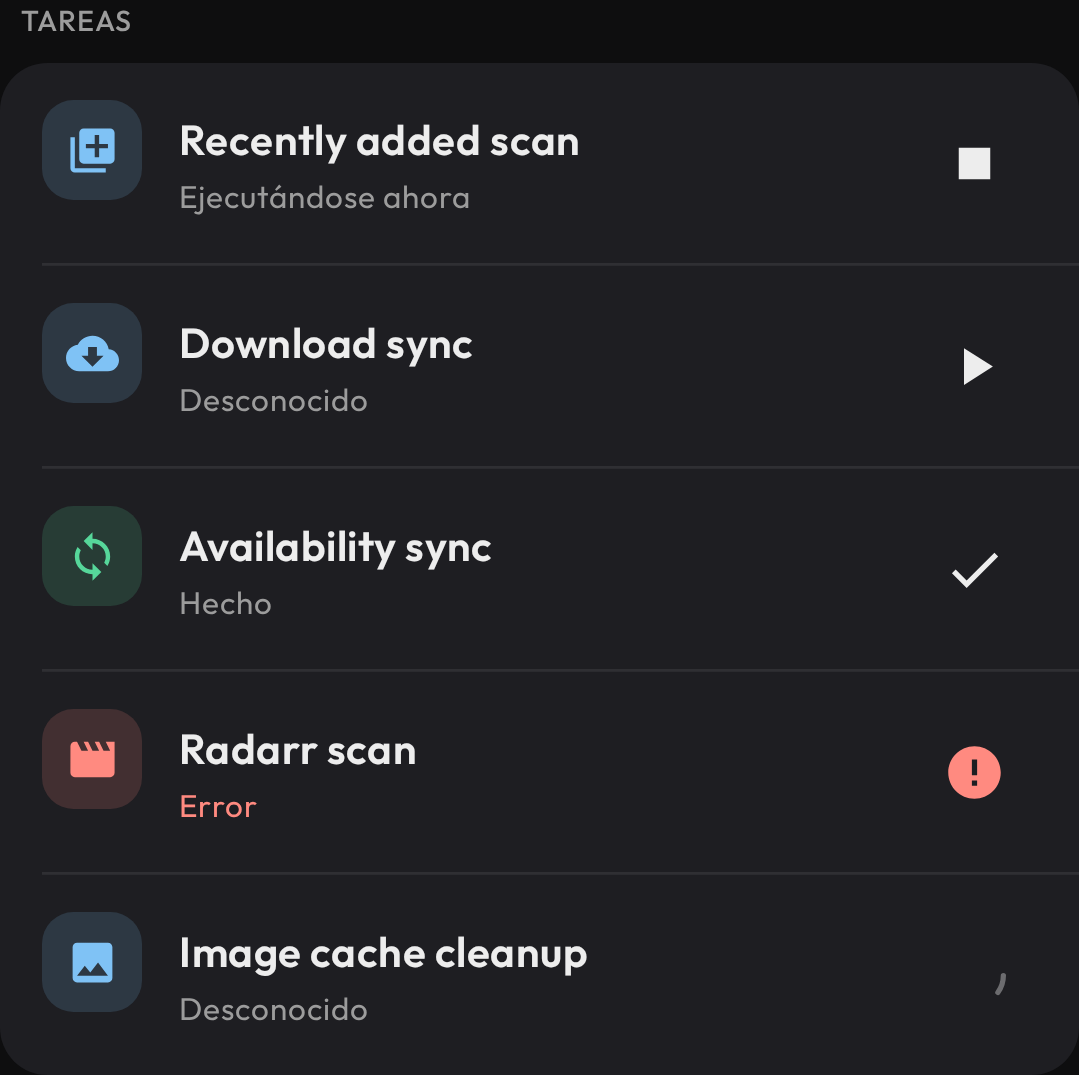 TAREAS
Recently added scan
Ejecutándose ahora
Download sync
Desconocido
Availability sync
Hecho
Radarr scan
Error
Image cache cleanup
Desconocido